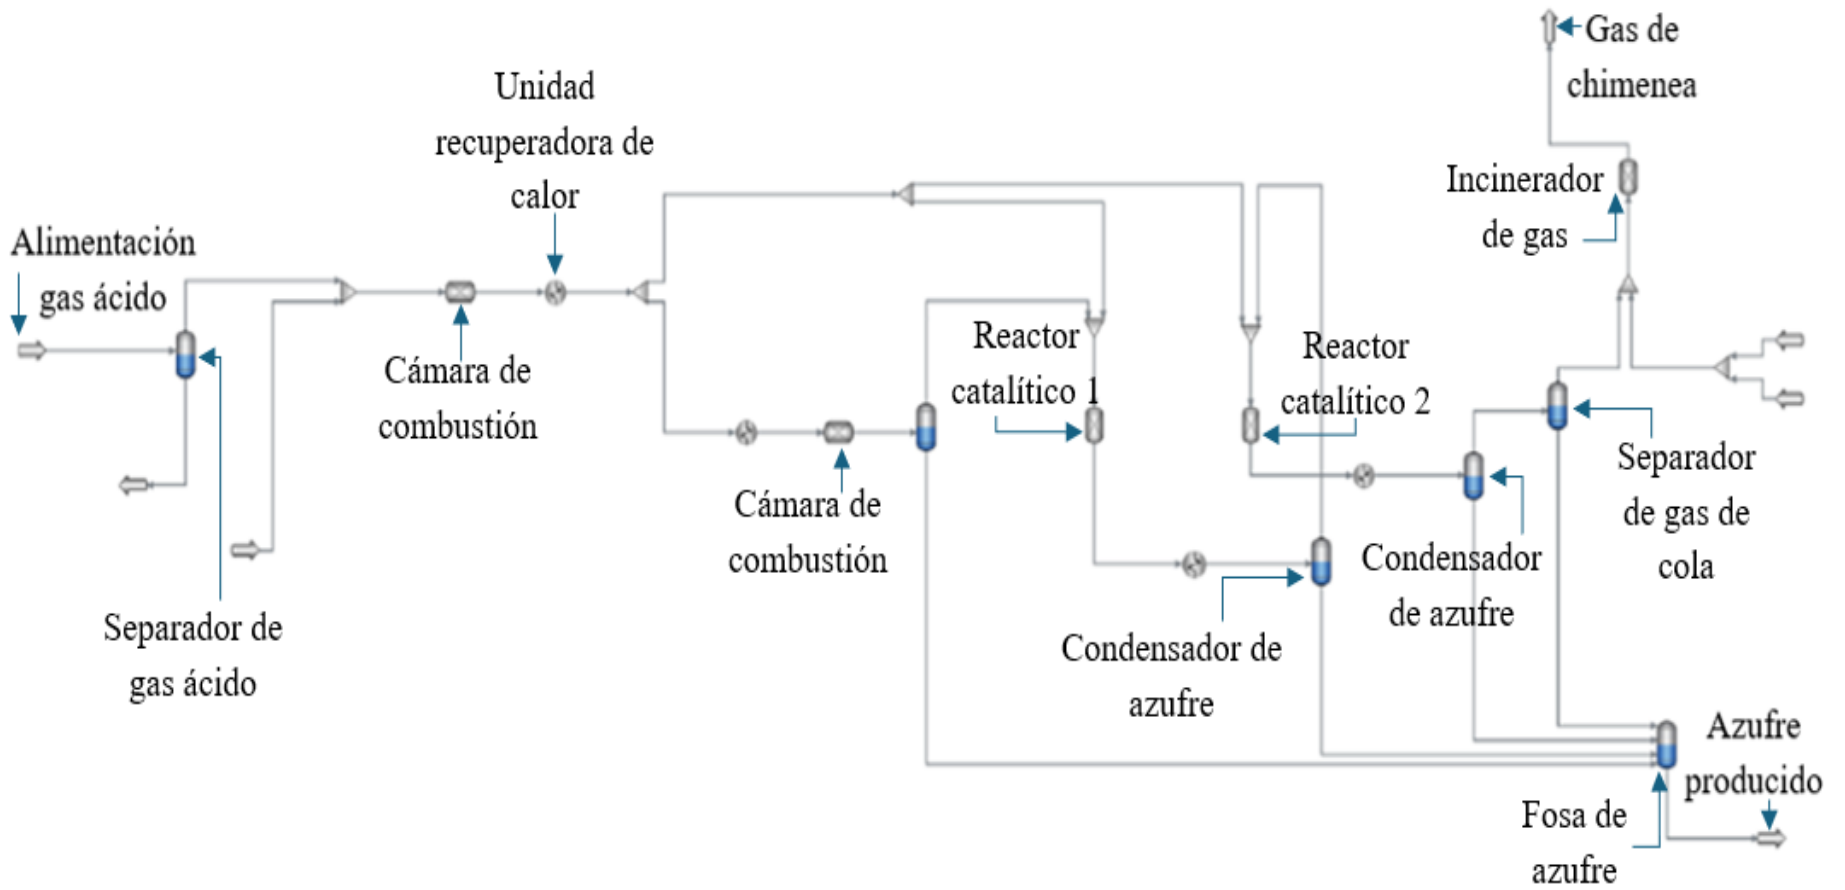 Alimentación
gas ácido
Separador de
gas ácido
Unidad
recuperadora de
calor
Cámara de
combustión
Cámara de
combustión
Reactor
catalítico 1
Condensador de
azufre
Reactor
catalítico 2
Condensador
de azufre
Separador
de gas de
cola
Incinerador
de gas
Gas de
chimenea
Fosa de
azufre
Azufre
producido